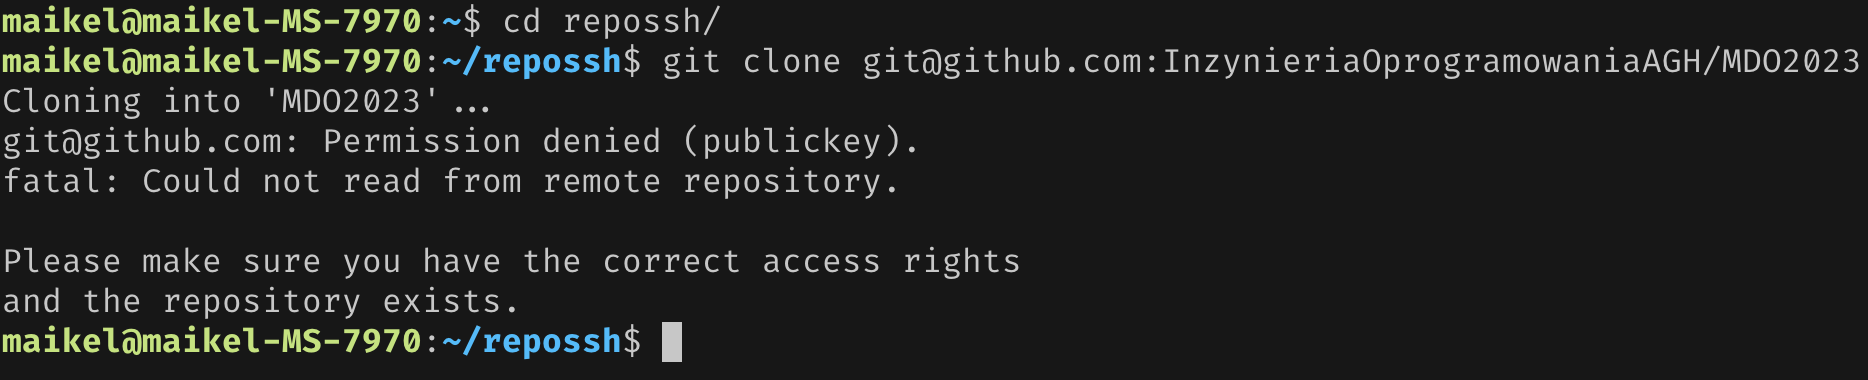 maikel@maikel-MS-7970:~$ cd repossh/
maikel@maikel-MS-7970:~/repossh$ git clone git@github.com:InzynieriaOprogramowaniaAGH/MDO2023
Cloning into 'MDO2023'...
git@github.com: Permission denied (publickey).
fatal: Could not read from remote repository.

Please make sure you have the correct access rights
and the repository exists.
maikel@maikel-MS-7970:~/repossh$